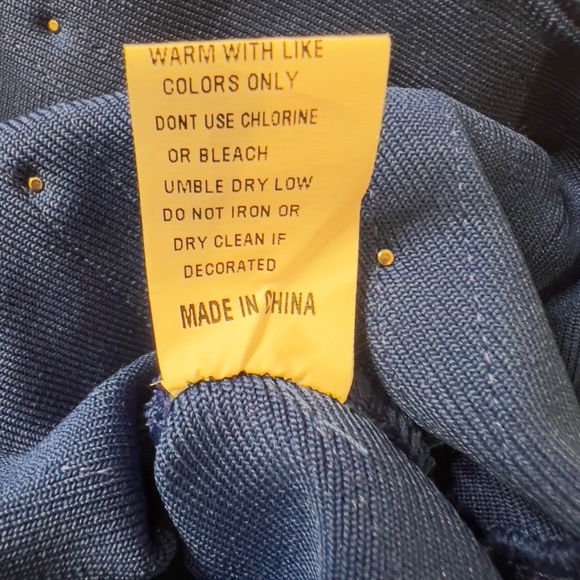 WARM WITH LIKE
COLORS ONLY
DONT USE CHLORINE
OR BLEACH
UMBLE DRY LOW
DO NOT IRON OR
DRY CLEAN IF
DECORATED
MADE IN CHINA